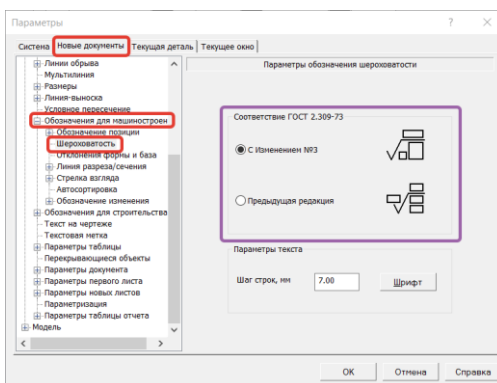 Параметры
Система Новые документы Текущая деталь Текущее окно
Линии обрыва
Мультилиния
Размеры
Линия-выноска
Условное пересечение
Обозначения для машиностроен
Обозначение позиции
Шероховатость
Отклонения формы и база
Линия разреза/сечения
Стрелка взгляда
Автосортировка
Обозначение изменения
Обозначения для строительства
Текст на чертеже
Текстовая метка
Параметры таблицы
Перекрывающиеся объекты
Параметры документа
Параметры первого листа
Параметры новых листов
Параметризация
Параметры таблицы отчета
Модель
Параметры обозначения шероховатости
Соответствие ГОСТ 2.309-73
С Изменением №3
Предыдущая редакция
Параметры текста
Шаг строк, мм 7.00 Шрифт
OK Отмена Справка